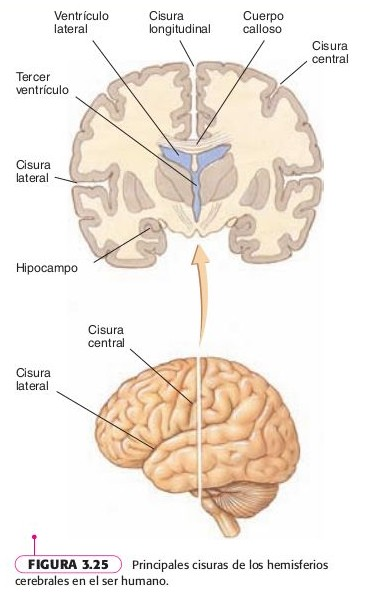 Ventrículo
lateral
Cisura
longitudinal
Cuerpo
calloso
Cisura
central
Tercer
ventrículo
Cisura
lateral
Hipocampo
Cisura
central
Cisura
lateral
FIGURA 3.25 Principales cisuras de los hemisferios
cerebrales en el ser humano.